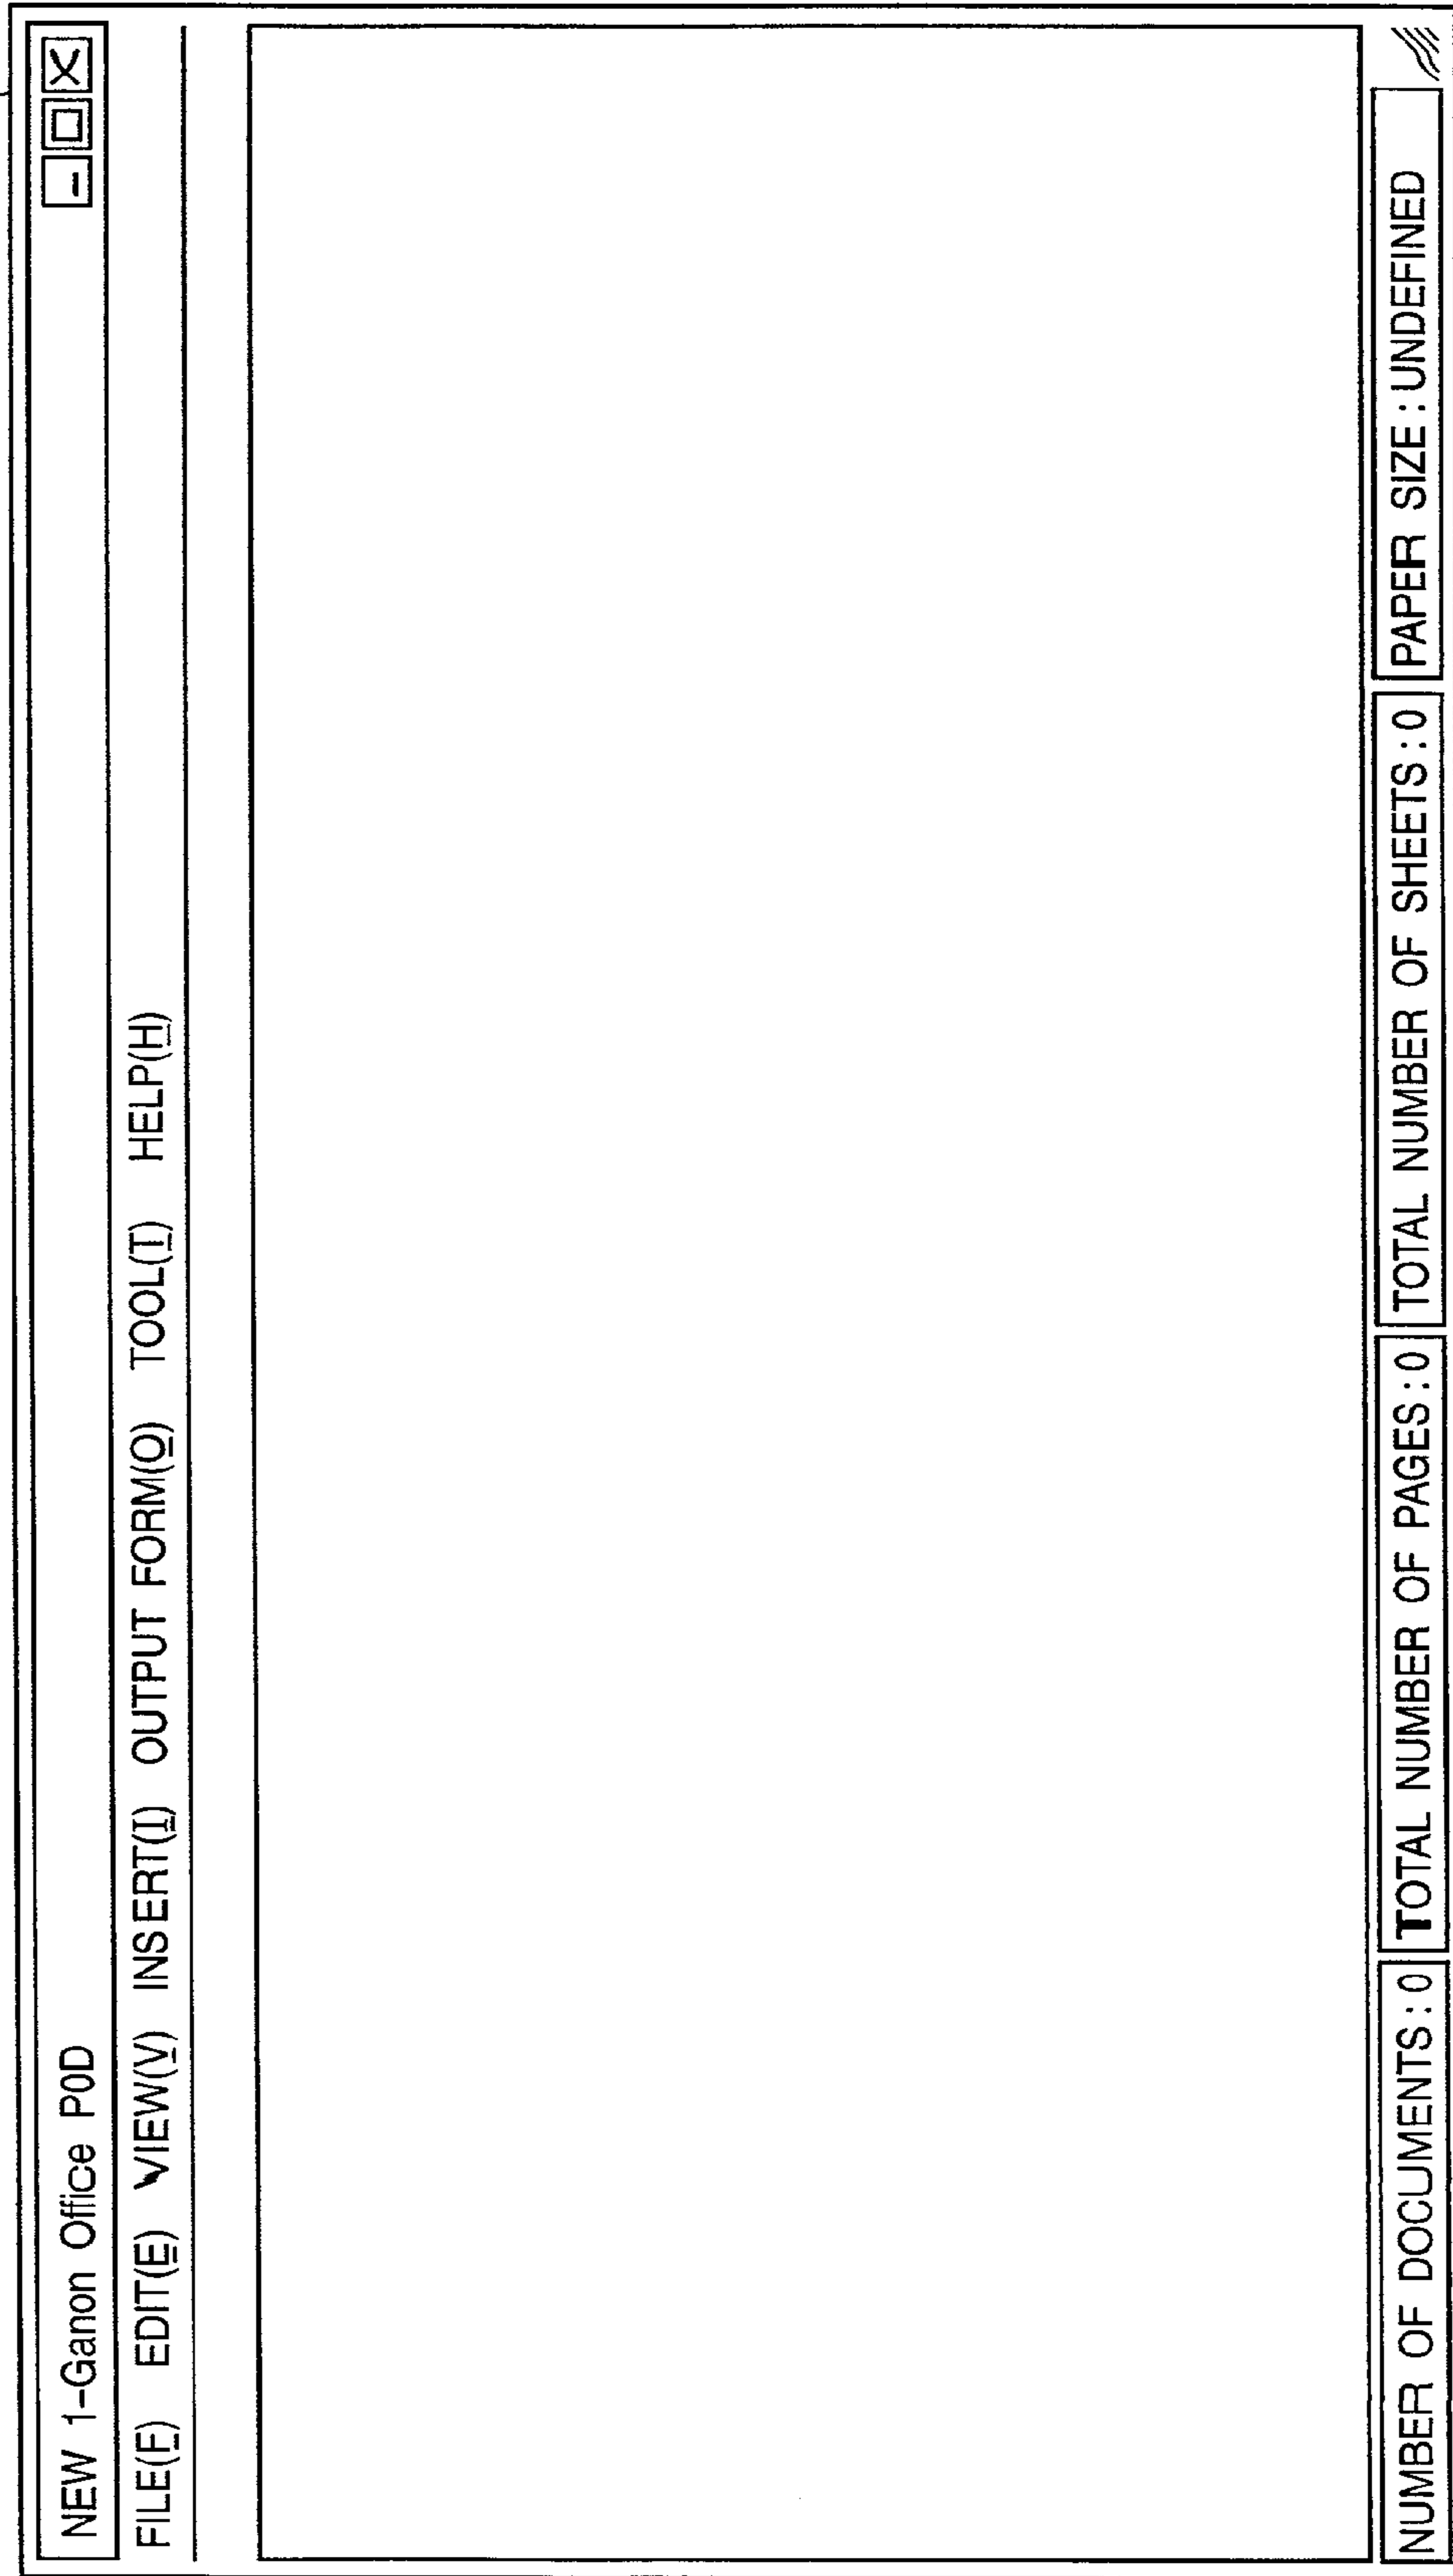 NEW 1-Ganon Office P0D
FILE(F) EDIT(E) VIEW(V) INSERT(I) OUTPUT FORM(O) TOOL(T) HELP(H)
NUMBER OF DOCUMENTS:0 TOTAL NUMBER OF PAGES:0 TOTAL NUMBER OF SHEETS:0 PAPER SIZE:UNDEFINED